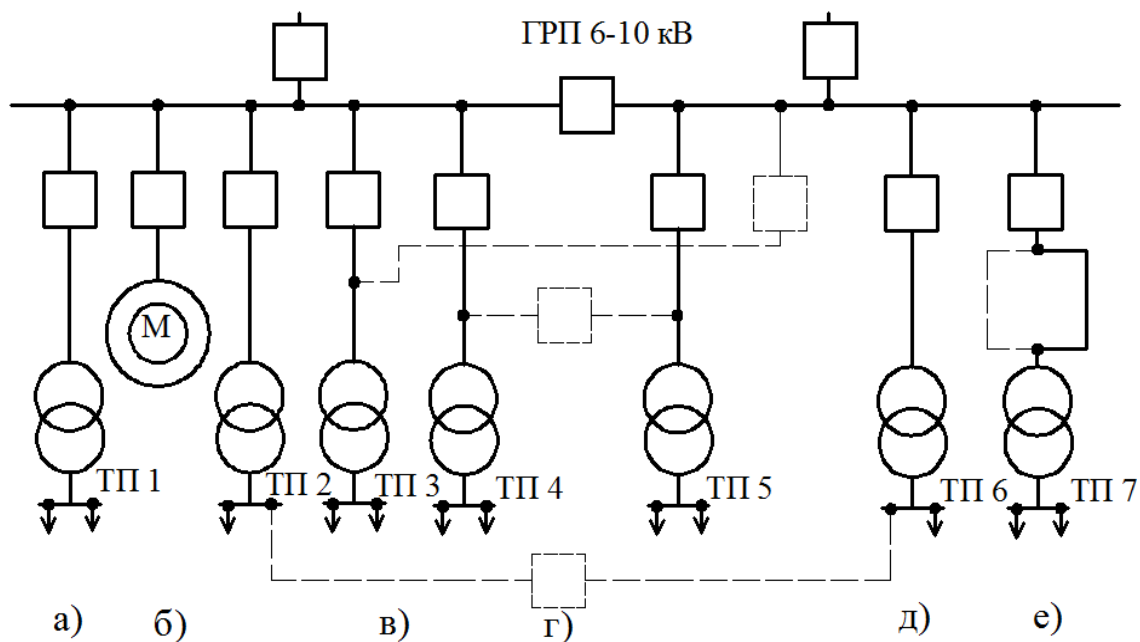 ГРП 6-10 кВ
М
ТП 1
ТП 2
ТП 3
ТП 4
ТП 5
ТП 6
ТП 7
а)
б)
в)
г)
д)
е)